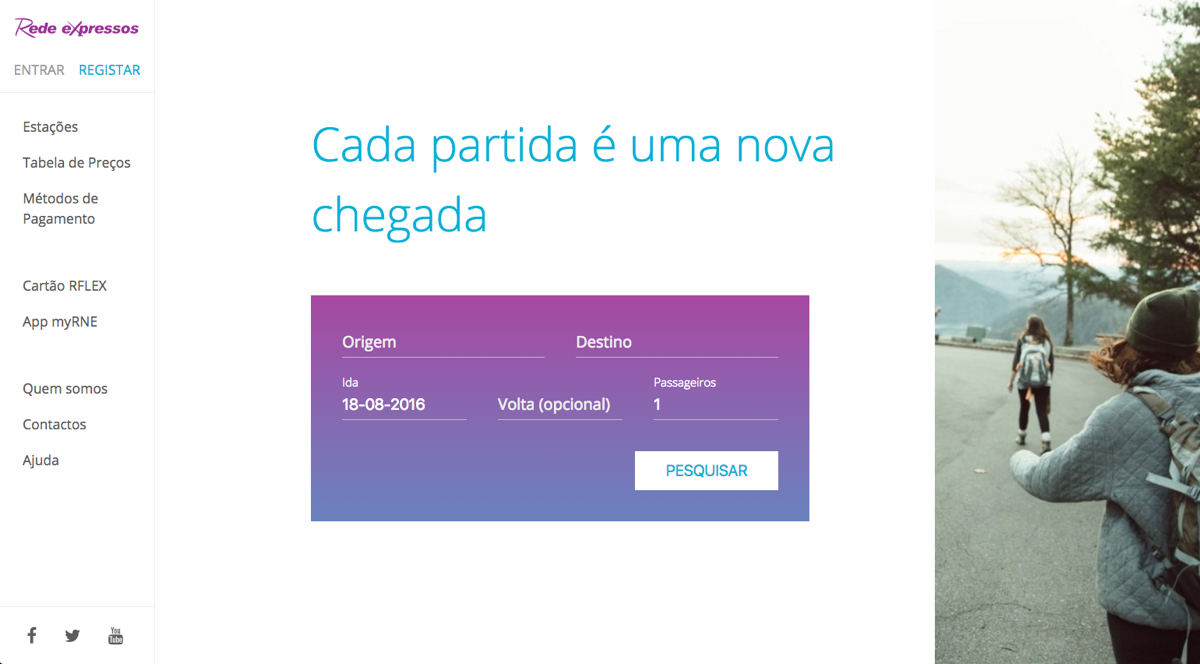 Rede expressos
ENTRAR REGISTAR
Estações
Tabela de Preços
Métodos de
Pagamento
Cartão RFLEX
App myRNE
Quem somos
Contactos
Ajuda
You
Tube
Cada partida é uma nova
chegada
Origem Destino
Ida Passageiros
18-08-2016 Volta (opcional) 1
PESQUISAR